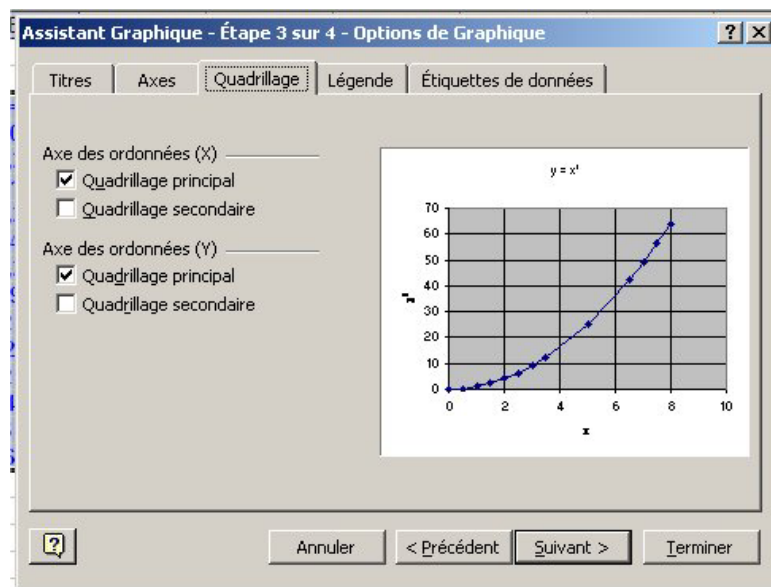 Assistant Graphique - Étape 3 sur 4 - Options de Graphique
Titres Axes Quadrillage Légende Étiquettes de données
Axe des ordonnées (X)
Quadrillage principal
Quadrillage secondaire
Axe des ordonnées (Y)
Quadrillage principal
Quadrillage secondaire
70
60
50
40
30
20
10
0
0 2 4 6 8 10
x
Annuler < Précédent Suivant > Terminer